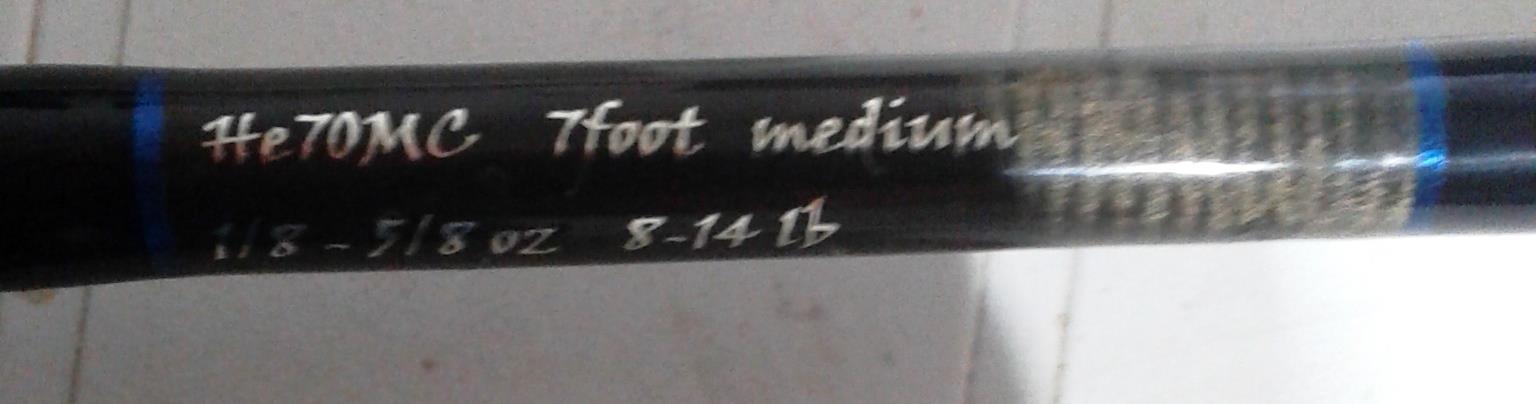 He70MC 7foot medium
1/8 - 5/8 oz 8-14 lb